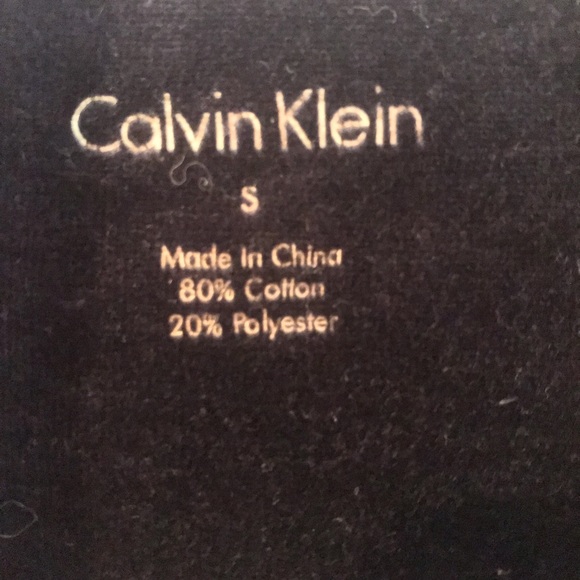 Calvin Klein
S
Made In China
80% Cotton
20% Polyester